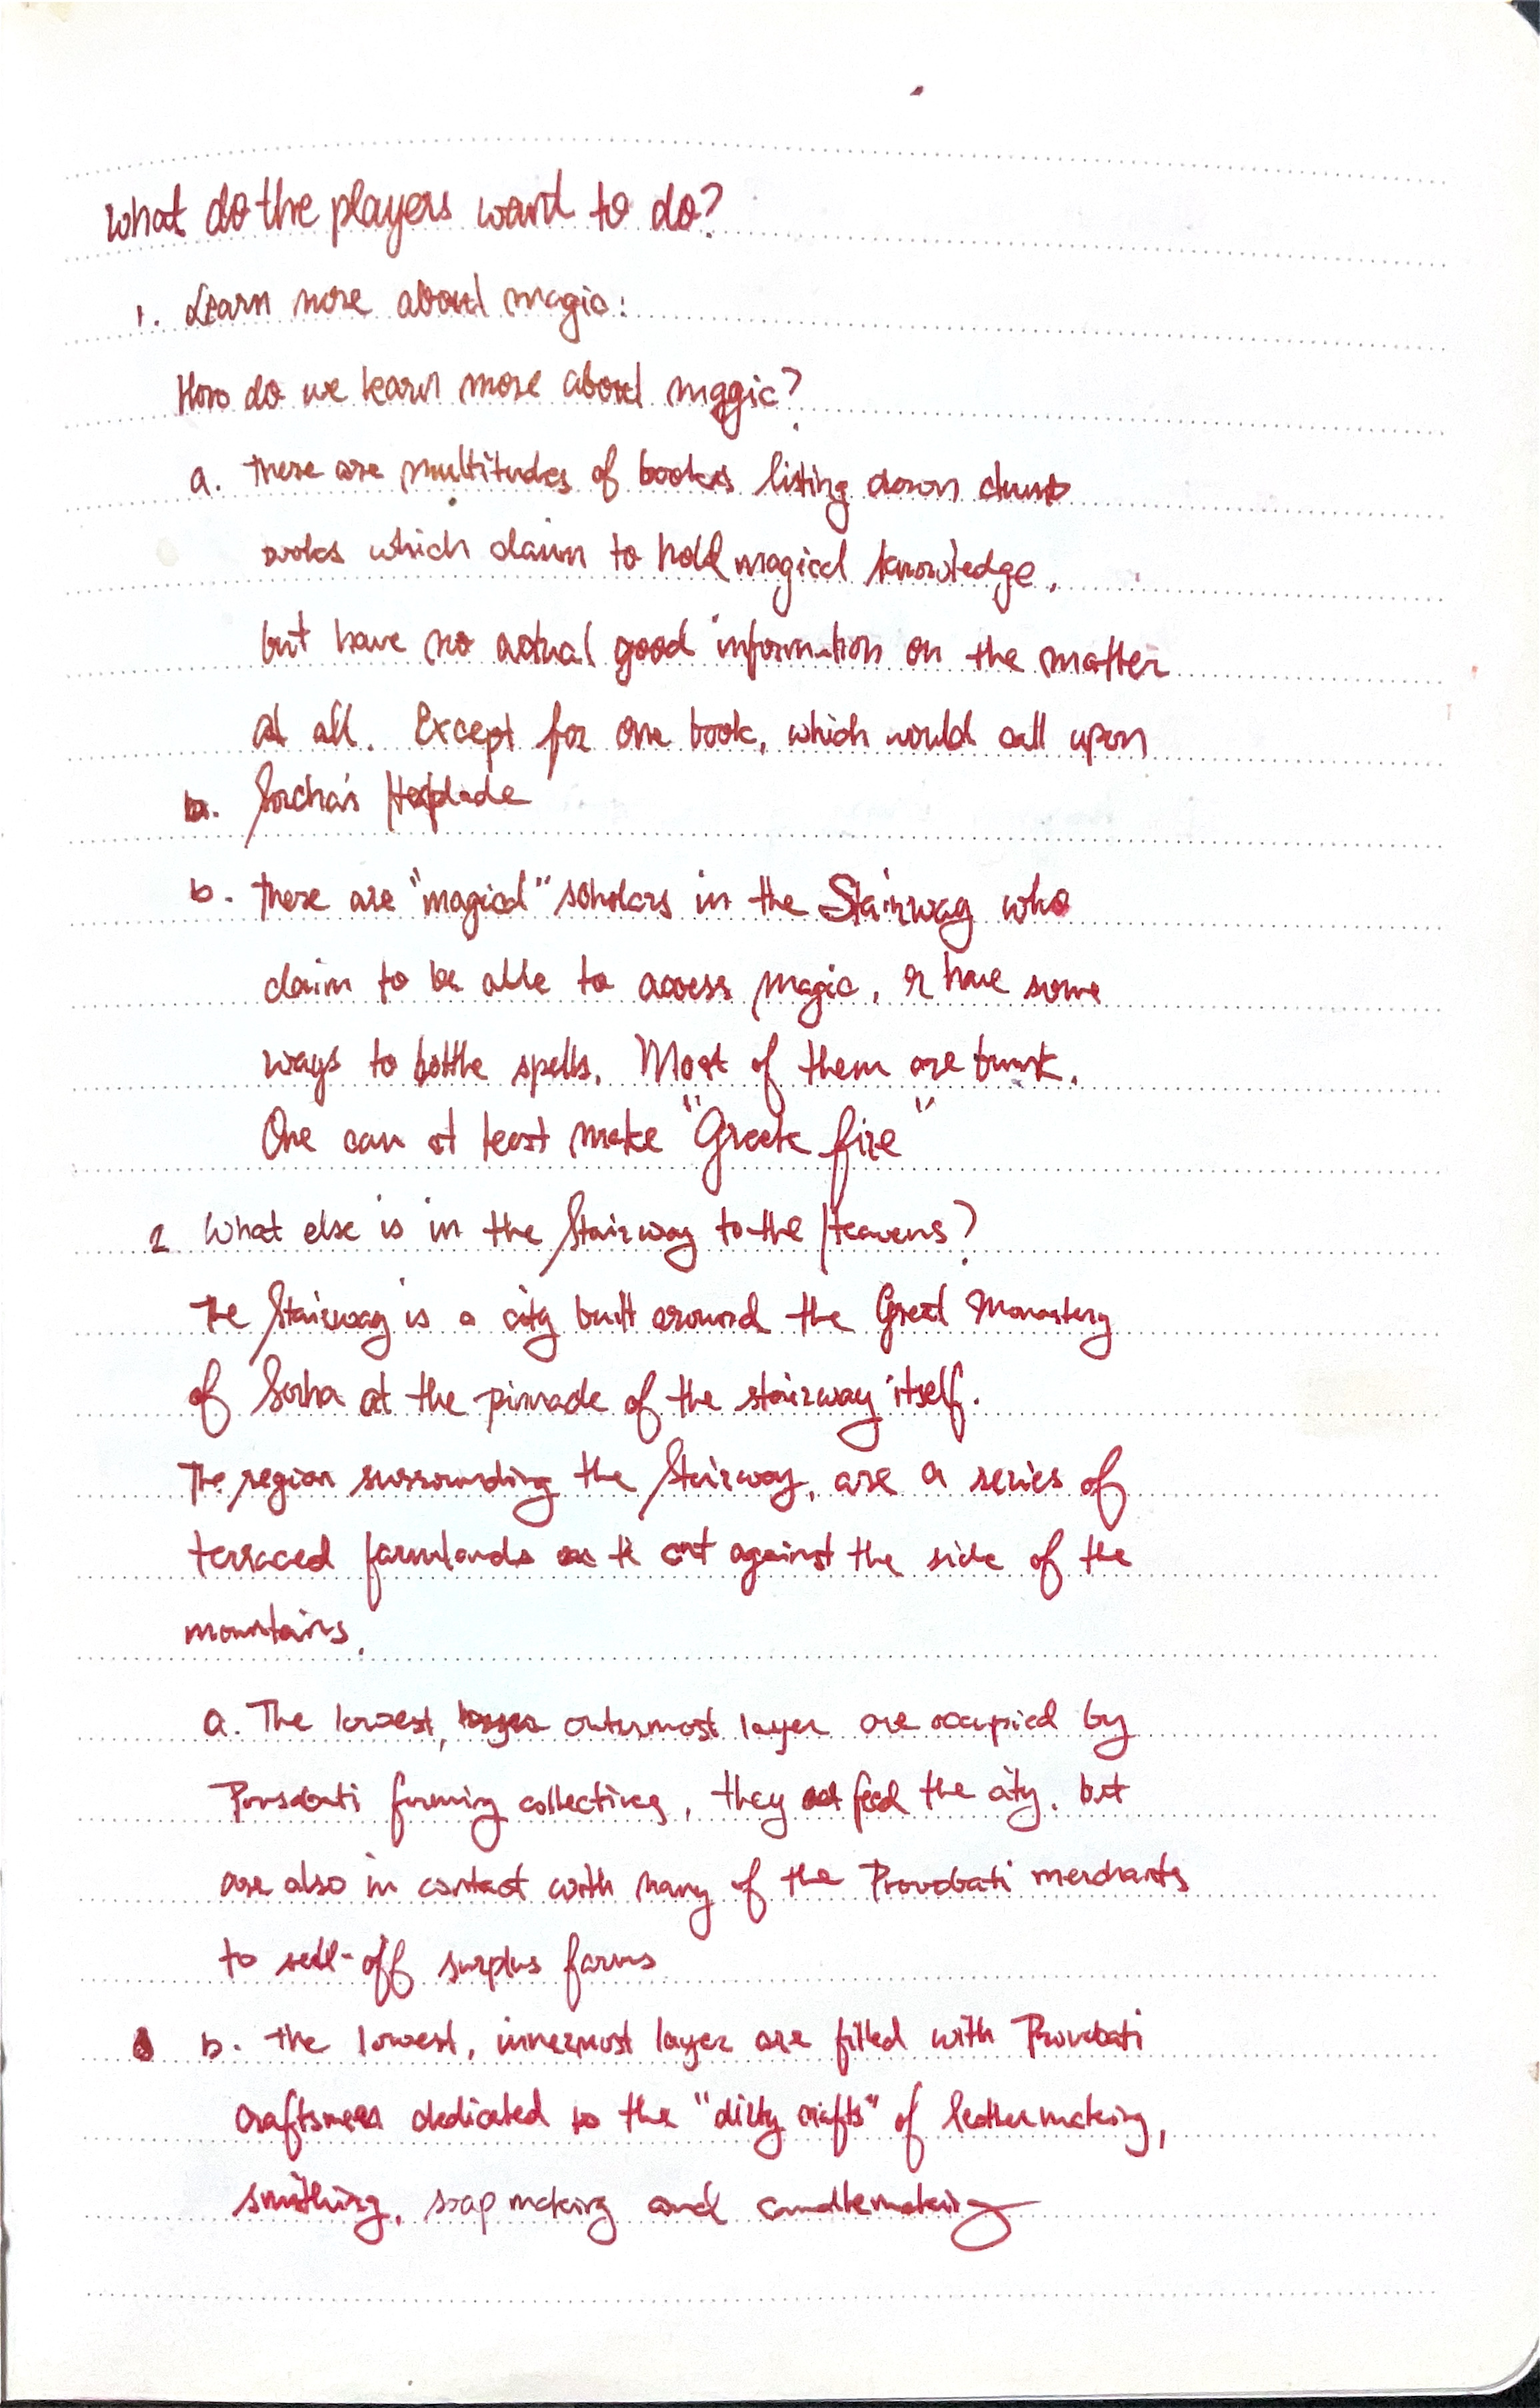 What do the players want to do?
1. Learn more about magic:
How do we learn more about magic?
a. there are multitudes of books listing down dumb
which claim to hold magical knowledge,
but have no actual good information on the matter
at all. Except for one book, which would call upon
b. Sorcha's
b. there are "magical" scholars in the Stairway who
claim to be able to access magic, or have some
ways to bottle spells. Most of them are bunk.
One can at least make "Greek fire"
2 What else is in the Stairway to the Heavens?
The Stairway is a city built around the Great Monastery
of Sorha at the pinnacle of the stairway itself.
The region surrounding the Stairway, are a series of
terraced farmlands cut against the side of the
mountains.
a. The lowest, outermost layer are occupied by
farming collectives, they feed the city. but
are also in contact with many of the Provobati merchants
to sell-off surplus farms
b. the lowest, innermost layer are filled with Provobati
craftsmen dedicated to the "dirty crafts" of leathermaking,
smithing, soap making and candlemaking